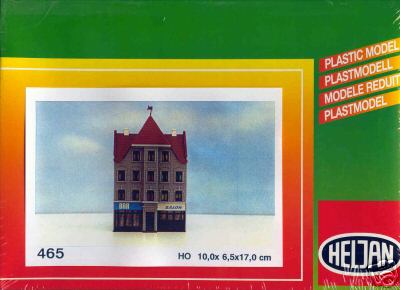 PLASTIC MODEL
PLASTMODELL
MODELE REDUIT
PLASTMODEL
BAR
SALON
465
HO 10,0x 6,5x17,0 cm
HELJAN